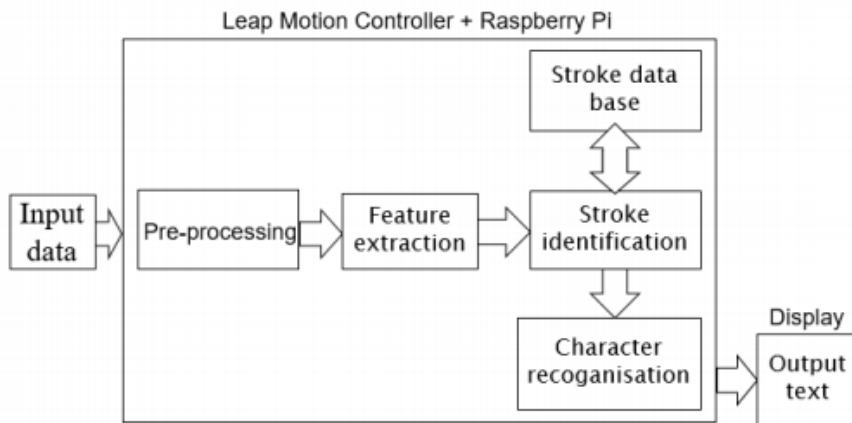 Leap Motion Controller + Raspberry Pi
Stroke data
base
Input
data
Pre-processing
Feature
extraction
Stroke
identification
Character
recoganisation
Display
Output
text